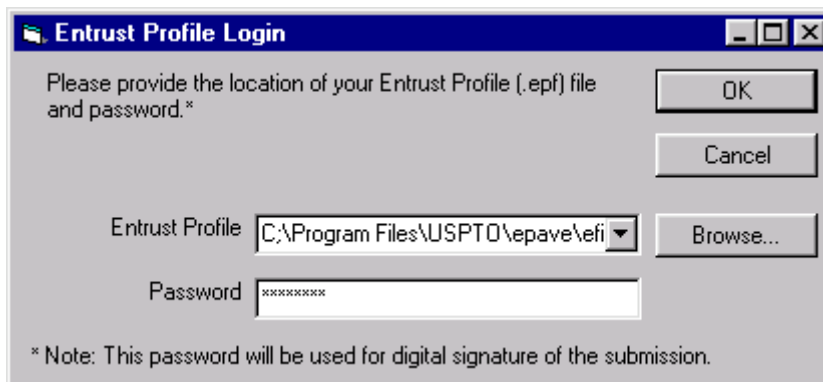 Entrust Profile Login
Please provide the location of your Entrust Profile (.epf) file
and password.*
OK
Cancel
Entrust Profile
C;\Program Files\USPTO\epave\efi
Browse...
Password
********
* Note: This password will be used for digital signature of the submission.